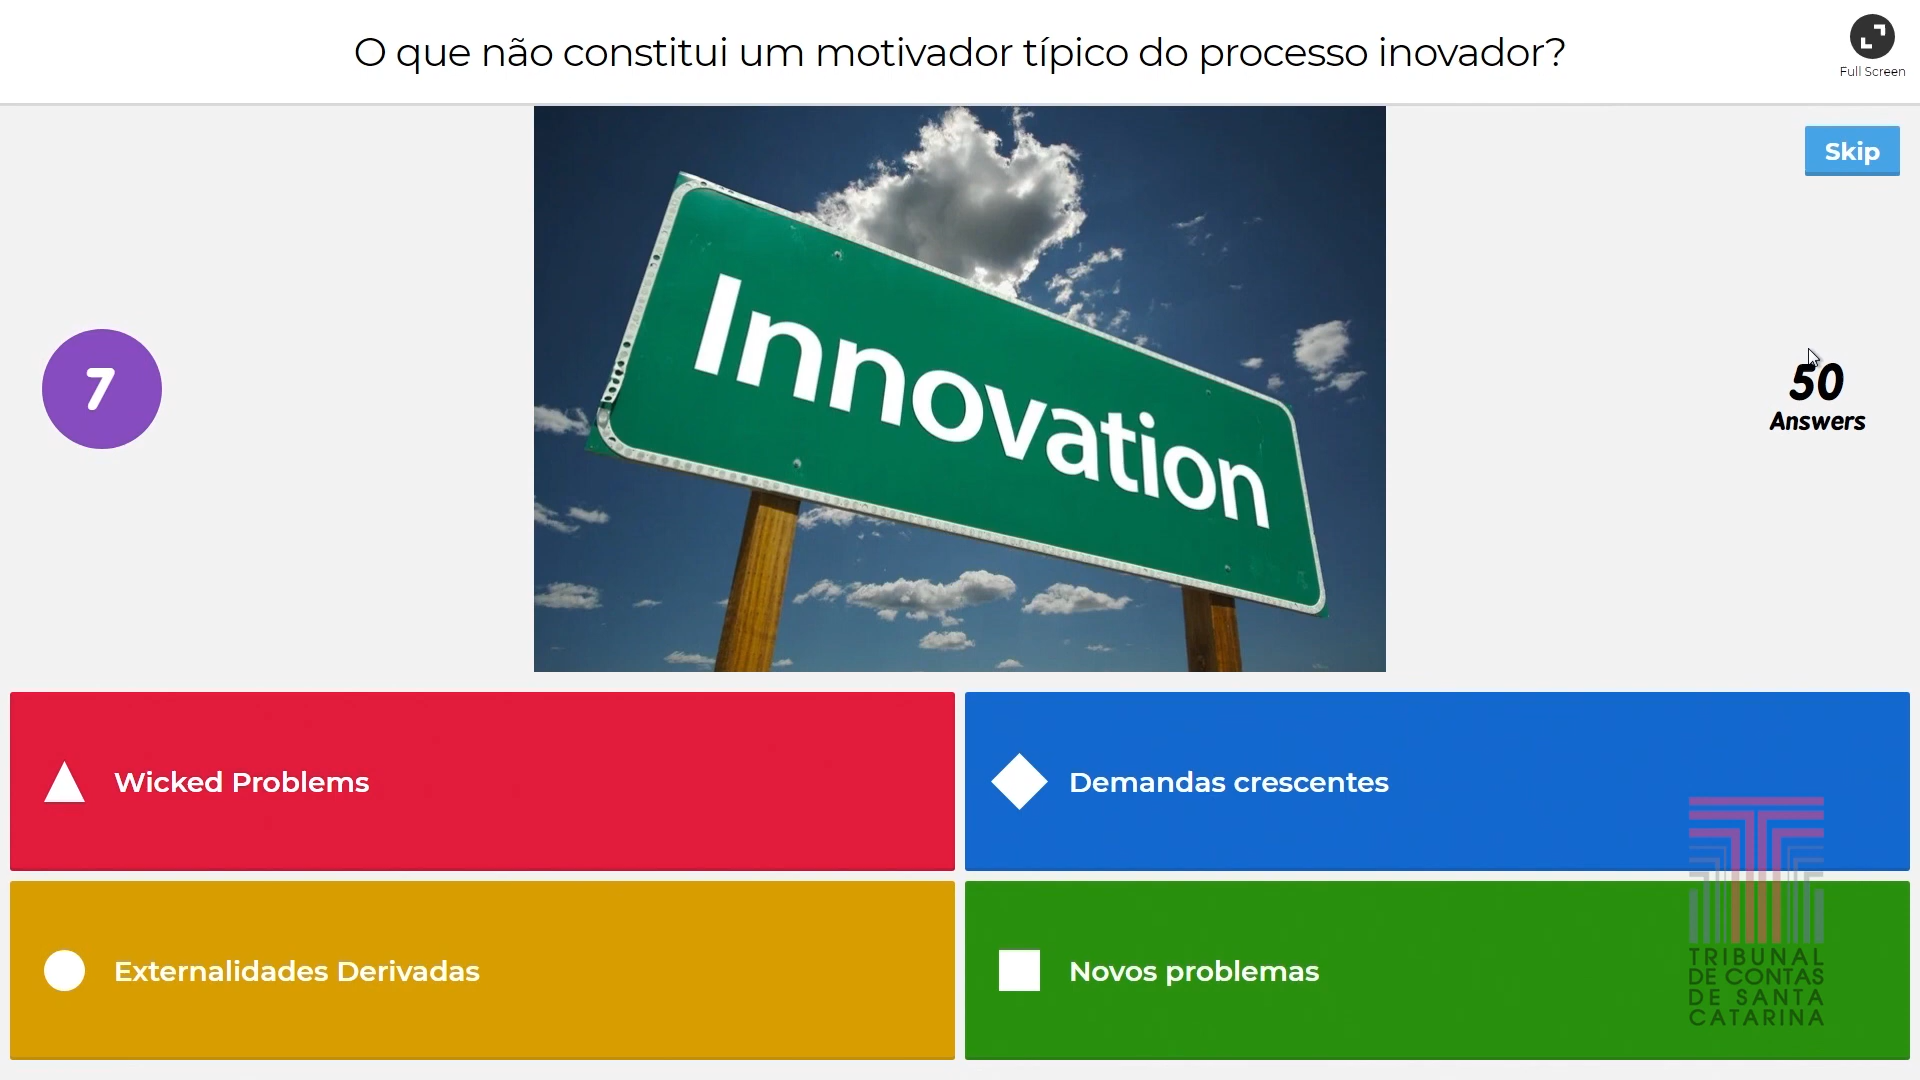 O que não constitui um motivador típico do processo inovador?
Full Screen
Skip
Innovation
7
50
Answers
Wicked Problems
Demandas crescentes
Externalidades Derivadas
Novos problemas
TRIBUNAL
DE CONTAS
DE SANTA
CATARINA